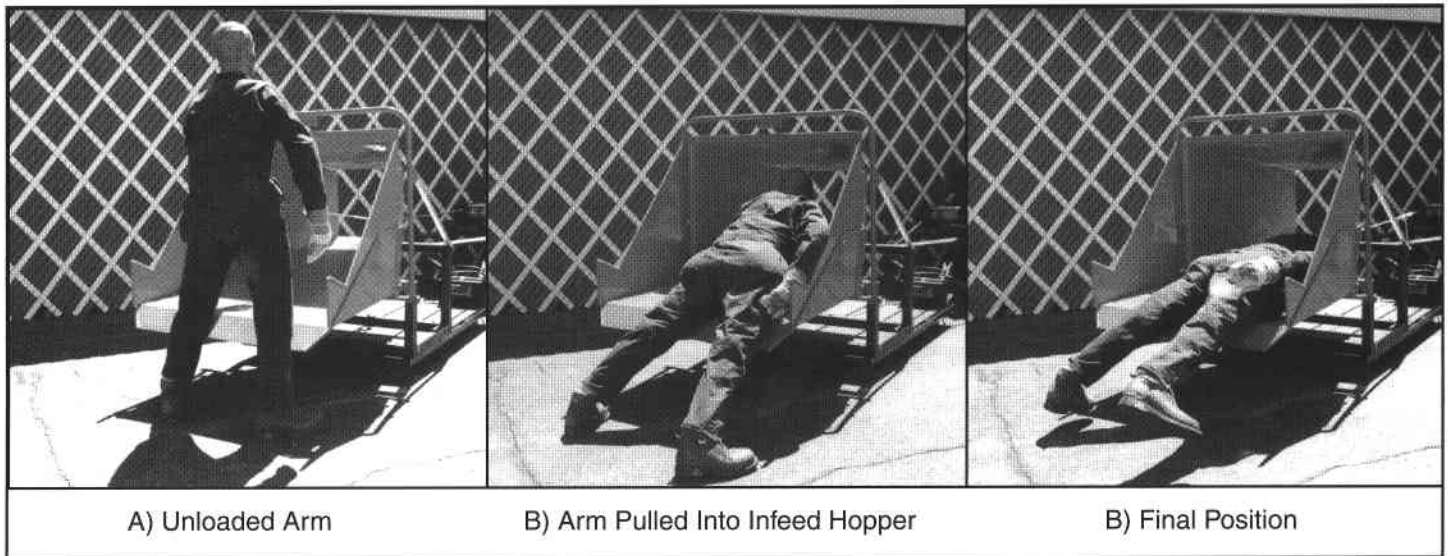 A) Unloaded Arm
B) Arm Pulled Into Infeed Hopper
B) Final Position